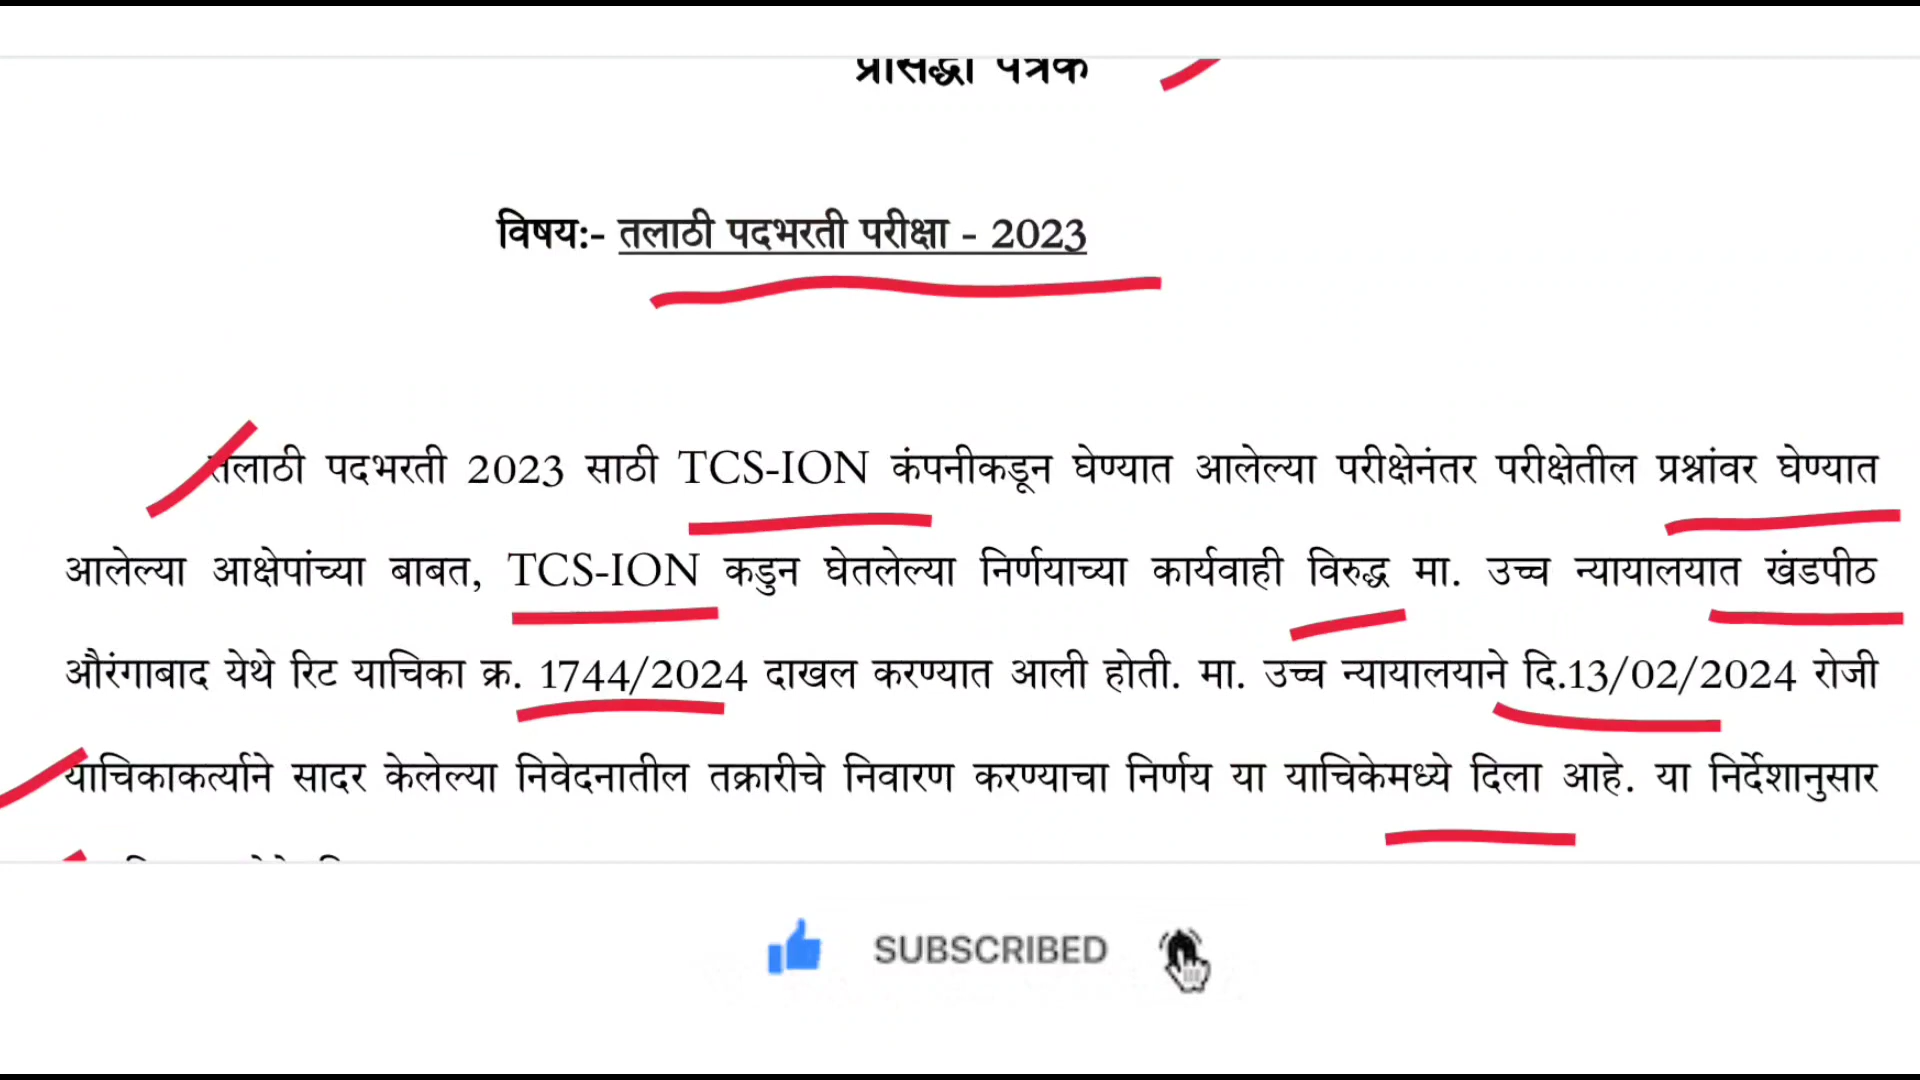 प्रसिद्धी पत्रक
विषय:- तलाठी पदभरती परीक्षा - 2023
तलाठी पदभरती 2023 साठी TCS-ION कंपनीकडून घेण्यात आलेल्या परीक्षेनंतर परीक्षेतील प्रश्नांवर घेण्यात
आलेल्या आक्षेपांच्या बाबत, TCS-ION कडुन घेतलेल्या निर्णयाच्या कार्यवाही विरुद्ध मा. उच्च न्यायालयात खंडपीठ
औरंगाबाद येथे रिट याचिका क्र. 1744/2024 दाखल करण्यात आली होती. मा. उच्च न्यायालयाने दि.13/02/2024 रोजी
याचिकाकर्त्याने सादर केलेल्या निवेदनातील तक्रारीचे निवारण करण्याचा निर्णय या याचिकेमध्ये दिला आहे. या निर्देशानुसार
SUBSCRIBED